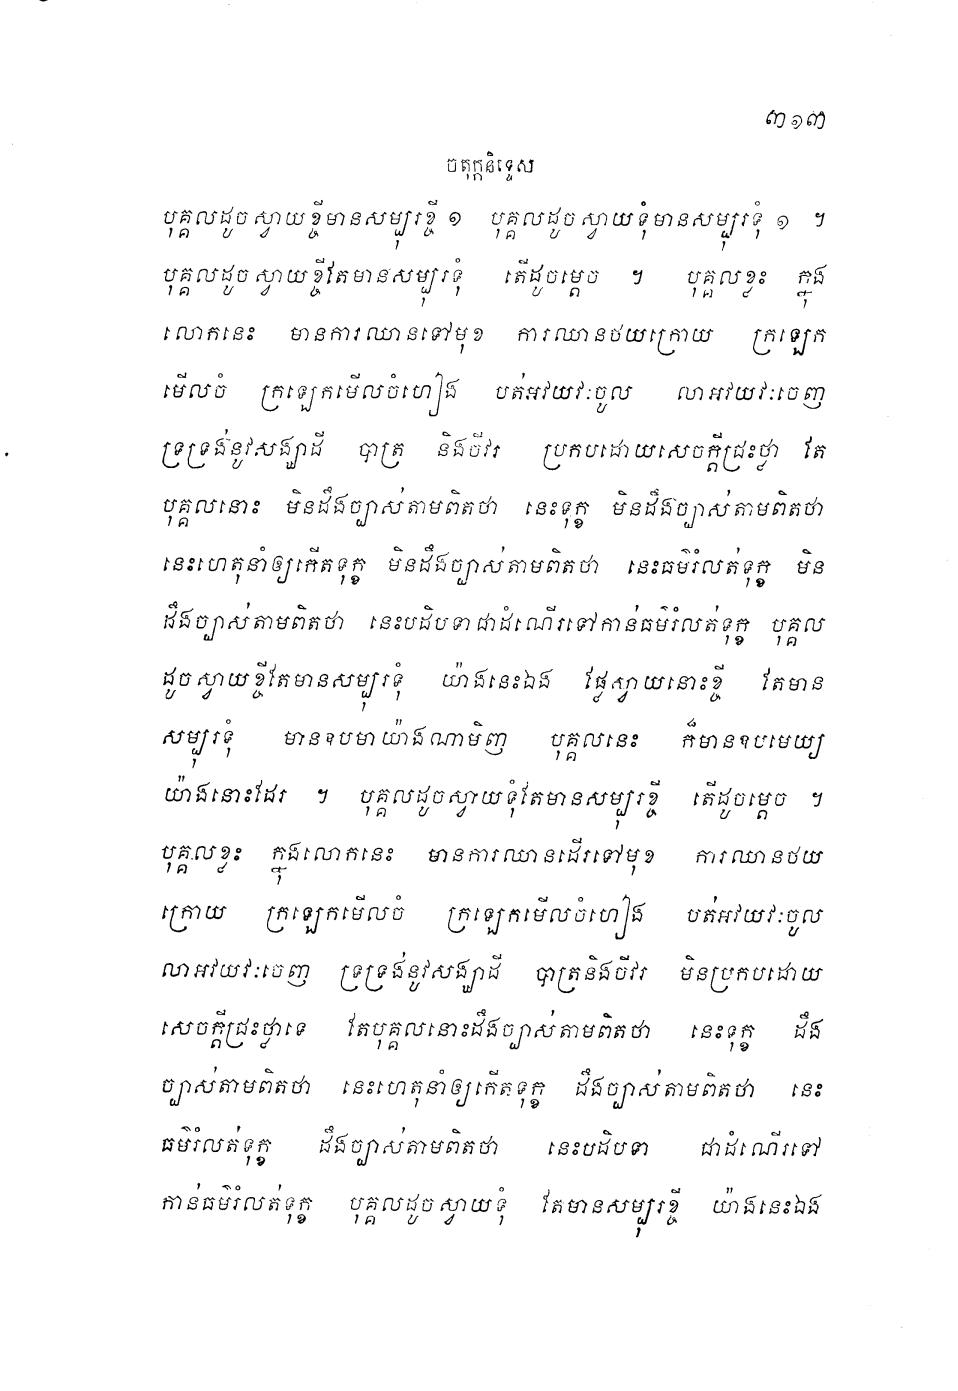 ៣១៣
ចតុក្កនិទ្ទេស
បុគ្គលដូចស្វាយខ្ចីមានសម្បុរខ្ចី ១ បុគ្គលដូចស្វាយទុំមានសម្បុរទុំ ១ ។
បុគ្គលដូចស្វាយខ្ចីតែមានសម្បុរទុំ តើដូចម្តេច ។ បុគ្គលខ្លះ ក្នុង
លោកនេះ មានការឈានទៅមុខ ការឈានថយក្រោយ ក្រឡេក
មើលចំ ក្រឡេកមើលចំហៀង បត់អវយវៈចូល លាអវយវៈចេញ
ទ្រទ្រង់នូវសង្ឃាដី បាត្រ និងចីវរ ប្រកបដោយសេចក្តីជ្រះថ្លា តែ
បុគ្គលនោះ មិនដឹងច្បាស់តាមពិតថា នេះទុក្ខ មិនដឹងច្បាស់តាមពិតថា
នេះហេតុនាំឲ្យកើតទុក្ខ មិនដឹងច្បាស់តាមពិតថា នេះធម៌រំលត់ទុក្ខ មិន
ដឹងច្បាស់តាមពិតថា នេះបដិបទាជាដំណើរទៅកាន់ធម៌រំលត់ទុក្ខ បុគ្គល
ដូចស្វាយខ្ចីតែមានសម្បុរទុំ យ៉ាងនេះឯង ផ្លែស្វាយនោះខ្ចី តែមាន
សម្បុរទុំ មានឧបមាយ៉ាងណាមិញ បុគ្គលនេះ ក៏មានឧបមេយ្យ
យ៉ាងនោះដែរ ។ បុគ្គលដូចស្វាយទុំតែមានសម្បុរខ្ចី តើដូចម្តេច ។
បុគ្គលខ្លះ ក្នុងលោកនេះ មានការឈានដើរទៅមុខ ការឈានថយ
ក្រោយ ក្រឡេកមើលចំ ក្រឡេកមើលចំហៀង បត់អវយវៈចូល
លាអវយវៈចេញ ទ្រទ្រង់នូវសង្ឃាដី បាត្រនិងចីវរ មិនប្រកបដោយ
សេចក្តីជ្រះថ្លាទេ តែបុគ្គលនោះដឹងច្បាស់តាមពិតថា នេះទុក្ខ ដឹង
ច្បាស់តាមពិតថា នេះហេតុនាំឲ្យកើតទុក្ខ ដឹងច្បាស់តាមពិតថា នេះ
ធម៌រំលត់ទុក្ខ ដឹងច្បាស់តាមពិតថា នេះបដិបទា ជាដំណើរទៅ
កាន់ធម៌រំលត់ទុក្ខ បុគ្គលដូចស្វាយទុំ តែមានសម្បុរខ្ចី យ៉ាងនេះឯង